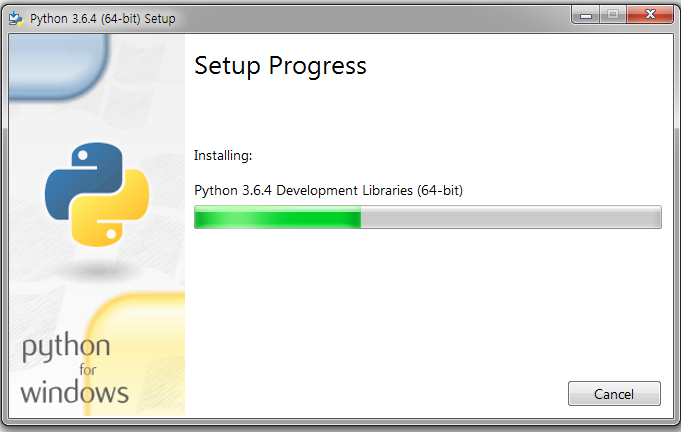 Python 3.6.4 (64-bit) Setup
Setup Progress
Installing:
Python 3.6.4 Development Libraries (64-bit)
python
for
windows
Cancel